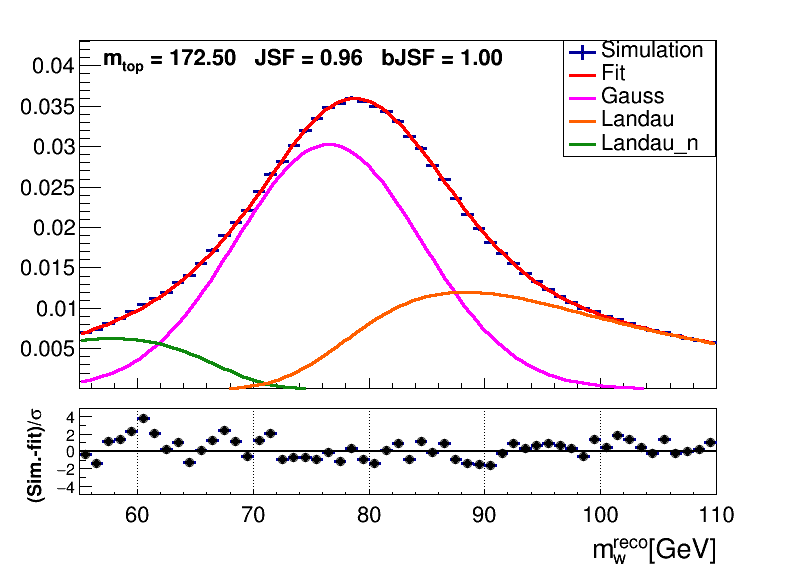 m_top = 172.50 JSF = 0.96 bJSF = 1.00
Simulation
Fit
Gauss
Landau
Landau_n
0.04
0.035
0.03
0.025
0.02
0.015
0.01
0.005
(Sim.-fit)/σ
4
2
0
−2
−4
60 70 80 90 100 110
m_w^reco[GeV]